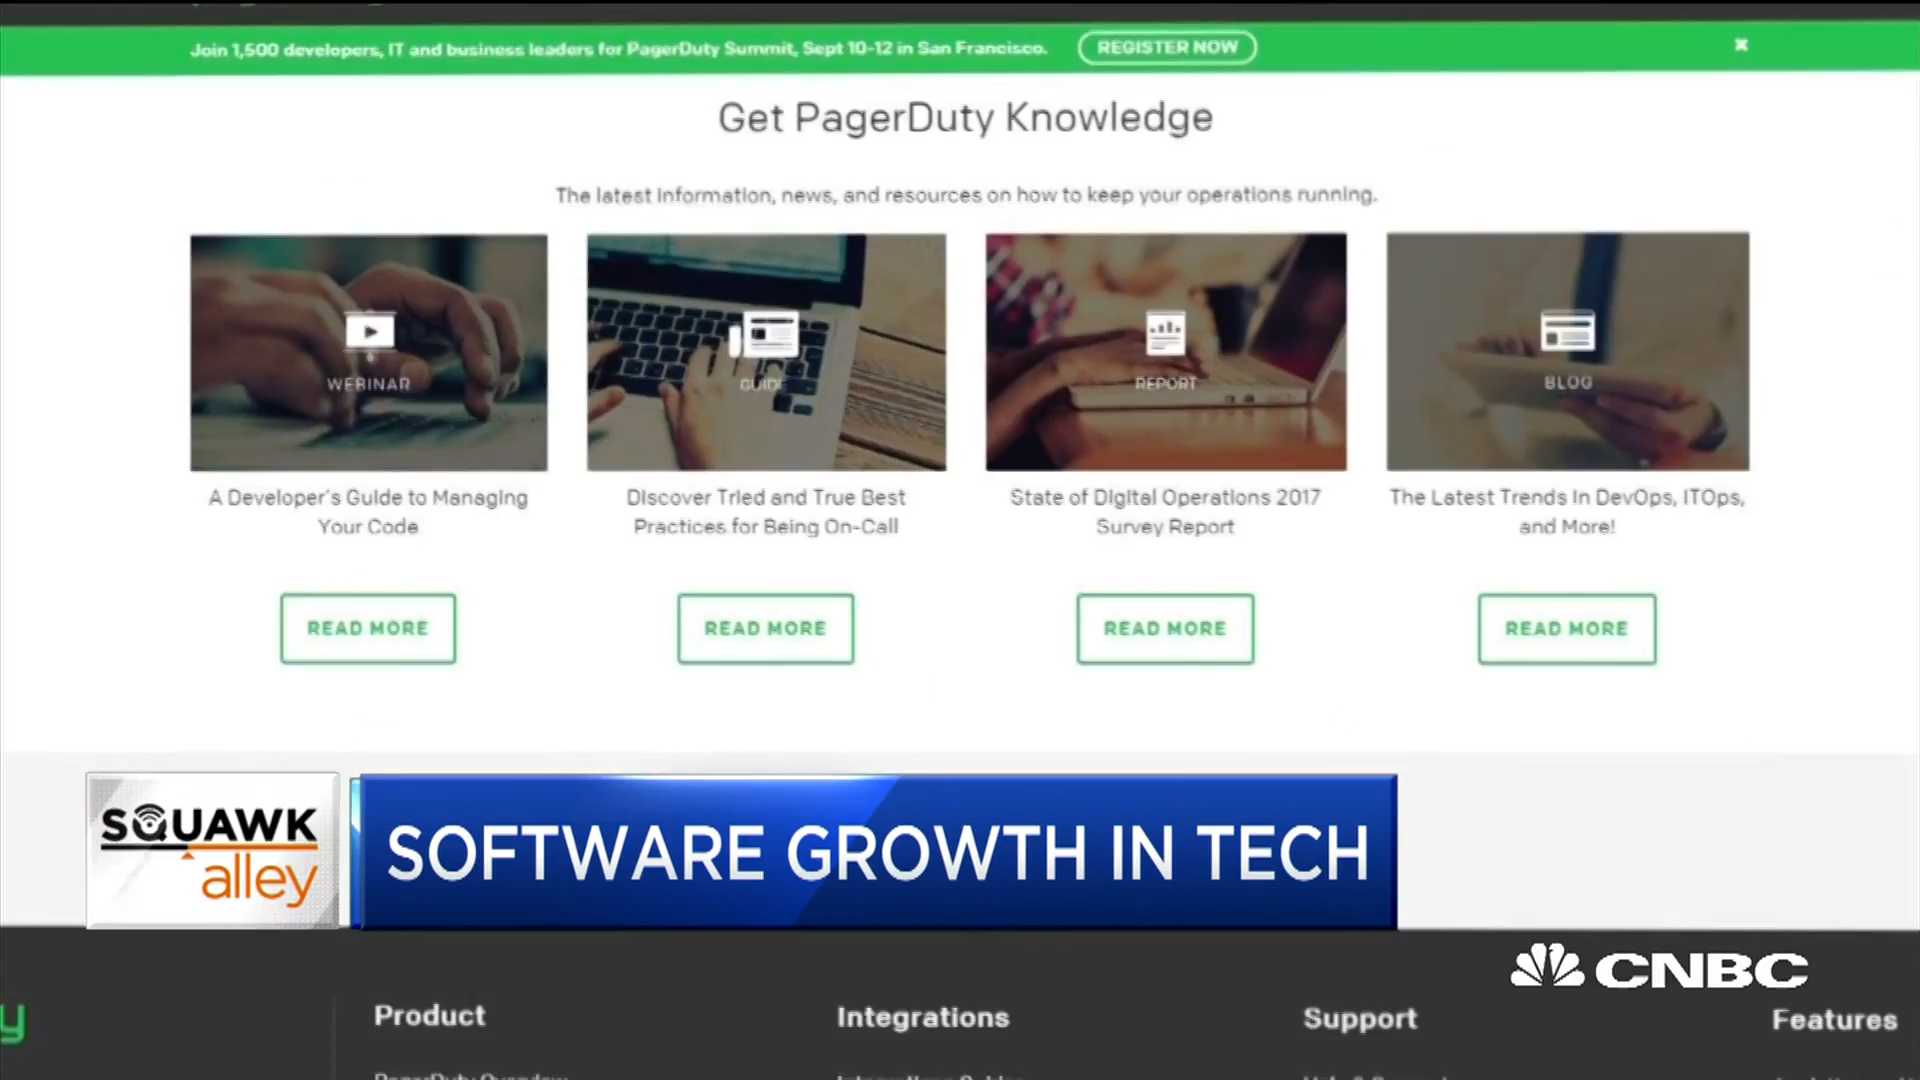 Join 1,500 developers, IT and business leaders for PagerDuty Summit, Sept 10-12 in San Francisco.
REGISTER NOW
Get PagerDuty Knowledge
The latest information, news, and resources on how to keep your operations running.
WEBINAR
GUIDE
REPORT
BLOG
A Developer's Guide to Managing
Your Code
Discover Tried and True Best
Practices for Being On-Call
State of Digital Operations 2017
Survey Report
The Latest Trends in DevOps, ITOps,
and More!
READ MORE
READ MORE
READ MORE
READ MORE
SQUAWK
alley
SOFTWARE GROWTH IN TECH
CNBC
y
Product
Integrations
Support
Features
PagerDuty Overview